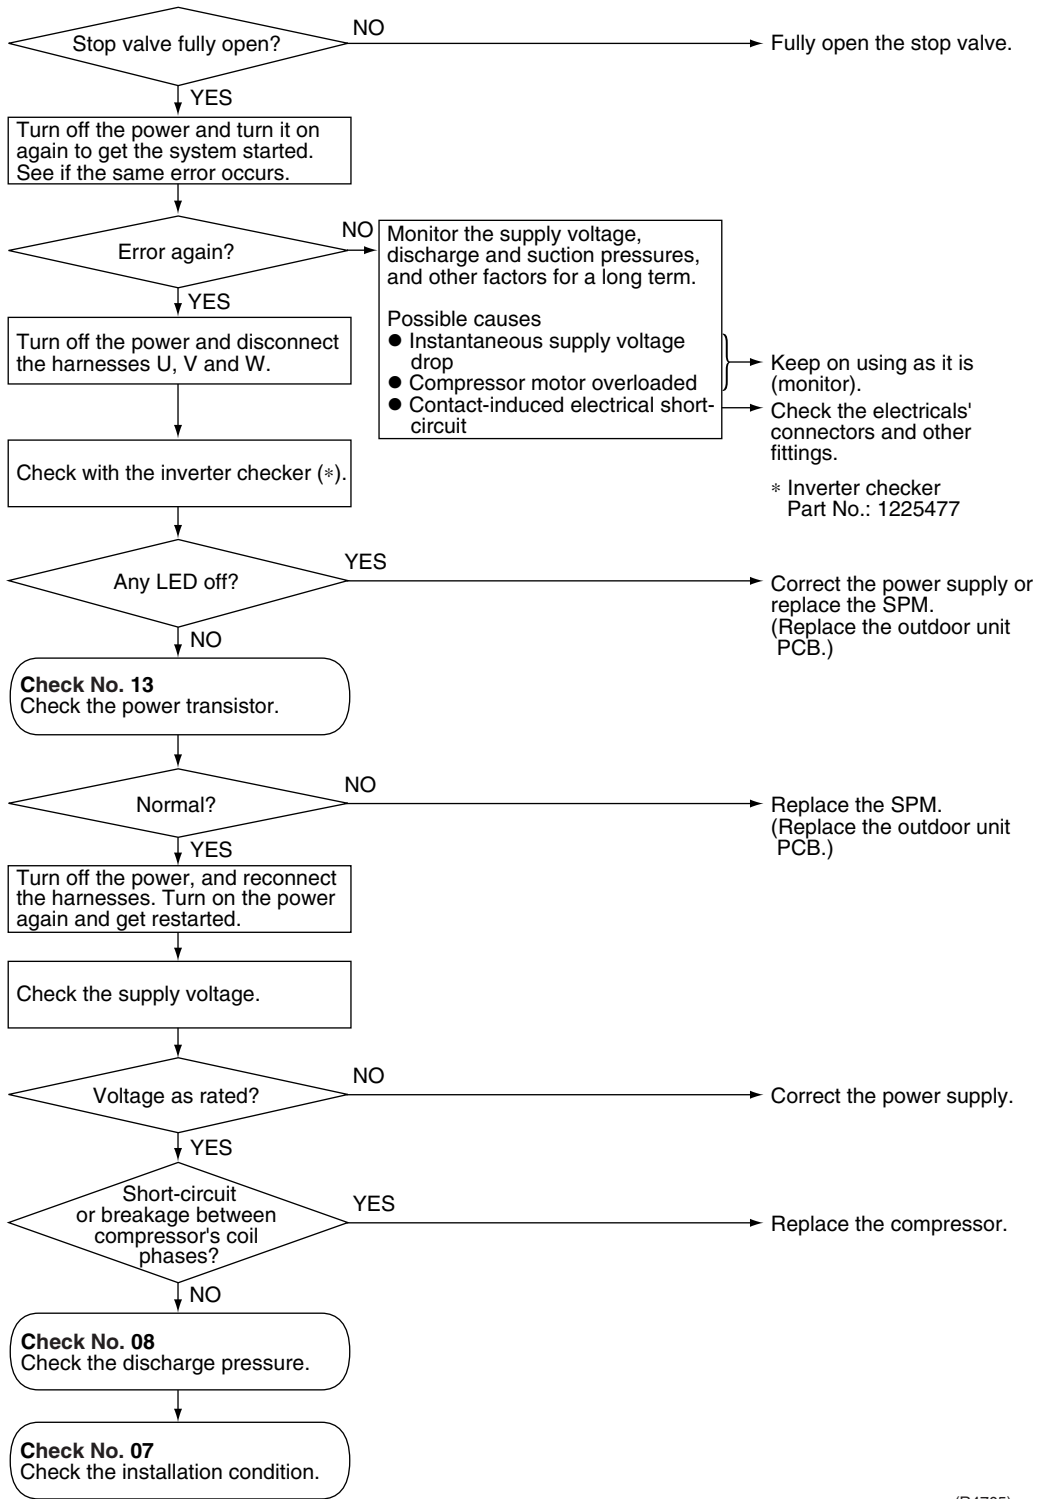 Stop valve fully open?
NO
Fully open the stop valve.
YES
Turn off the power and turn it on
again to get the system started.
See if the same error occurs.
Error again?
NO
Monitor the supply voltage,
discharge and suction pressures,
and other factors for a long term.
Possible causes
● Instantaneous supply voltage
drop
● Compressor motor overloaded
● Contact-induced electrical short-
circuit
Keep on using as it is
(monitor).
Check the electricals'
connectors and other
fittings.
* Inverter checker
Part No.: 1225477
YES
Turn off the power and disconnect
the harnesses U, V and W.
Check with the inverter checker (*).
Any LED off?
YES
Correct the power supply or
replace the SPM.
(Replace the outdoor unit
PCB.)
NO
Check No. 13
Check the power transistor.
Normal?
NO
Replace the SPM.
(Replace the outdoor unit
PCB.)
YES
Turn off the power, and reconnect
the harnesses. Turn on the power
again and get restarted.
Check the supply voltage.
Voltage as rated?
NO
Correct the power supply.
YES
Short-circuit
or breakage between
compressor's coil
phases?
YES
Replace the compressor.
NO
Check No. 08
Check the discharge pressure.
Check No. 07
Check the installation condition.